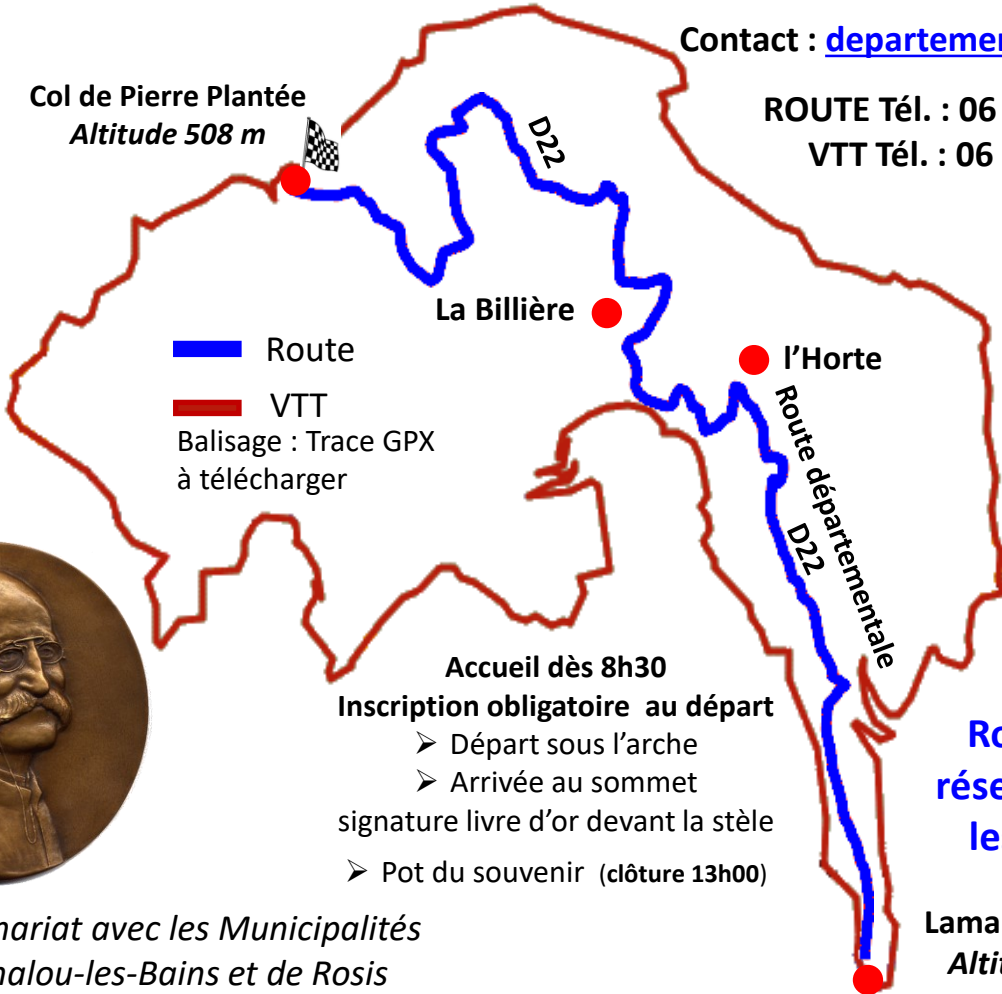 Contact : departemen
Col de Pierre Plantée
Altitude 508 m
ROUTE Tél. : 06
VTT Tél. : 06
D22
La Billière
l’Horte
Route
VTT
Balisage : Trace GPX
à télécharger
Route départementale
D22
Accueil dès 8h30
Inscription obligatoire au départ
➢ Départ sous l’arche
➢ Arrivée au sommet
signature livre d’or devant la stèle
➢ Pot du souvenir (clôture 13h00)
Ro
rése
le
Lama
Altit
nariat avec les Municipalités
nalou-les-Bains et de Rosis